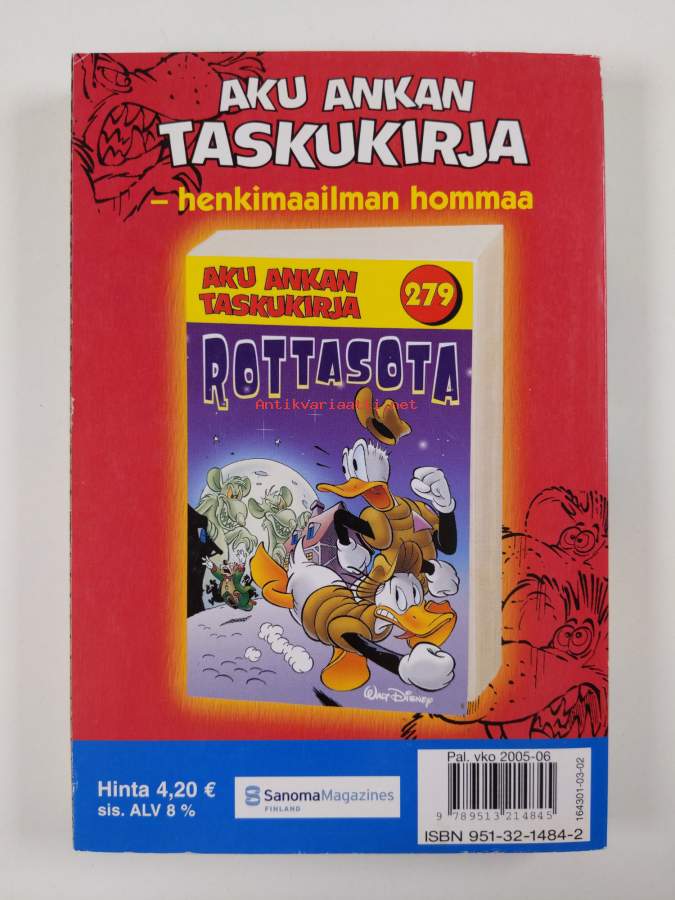 AKU ANKAN
TASKUKIRJA
– henkimaailman hommaa
AKU ANKAN
TASKUKIRJA
279
ROTTASOTA
Antikvariaatti.net
WALT DISNEY
Hinta 4,20 €
sis. ALV 8 %
SanomaMagazines
FINLAND
Pal. vko 2005-06
9 789513 214845
ISBN 951-32-1484-2
164301-03-02